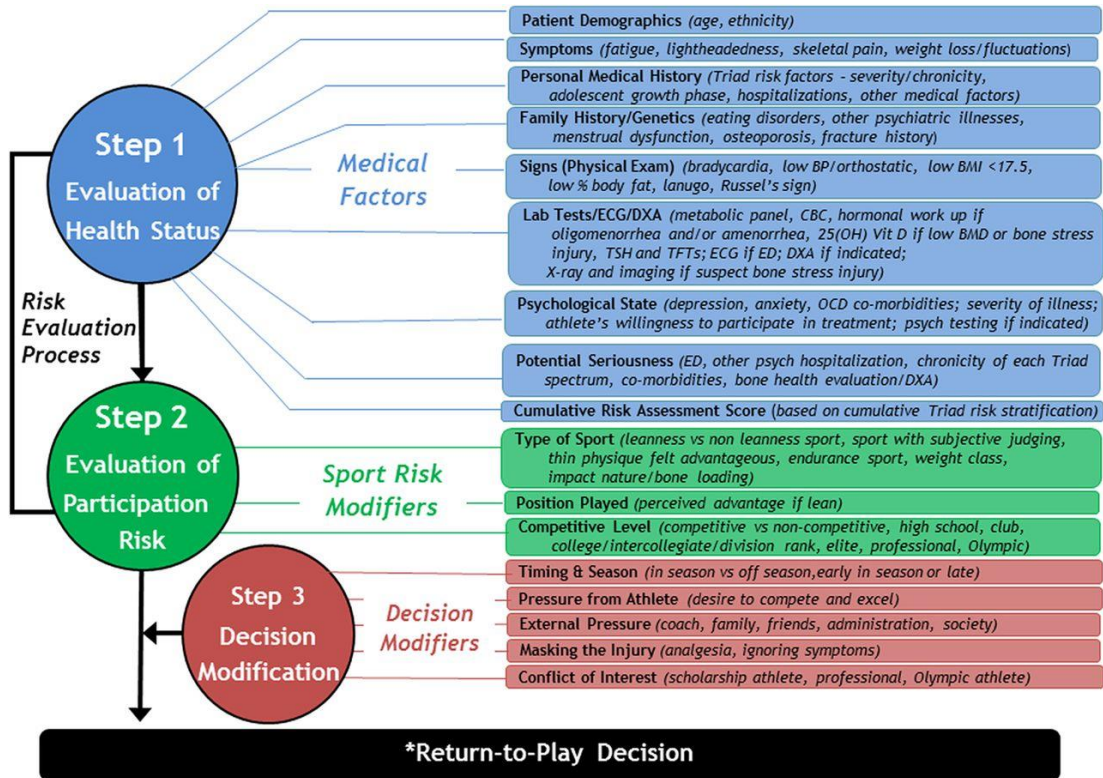 Step 1
Evaluation of
Health Status
Risk
Evaluation
Process
Medical
Factors
Patient Demographics (age, ethnicity)
Symptoms (fatigue, lightheadedness, skeletal pain, weight loss/fluctuations)
Personal Medical History (Triad risk factors - severity/chronicity,
adolescent growth phase, hospitalizations, other medical factors)
Family History/Genetics (eating disorders, other psychiatric illnesses,
menstrual dysfunction, osteoporosis, fracture history)
Signs (Physical Exam) (bradycardia, low BP/orthostatic, low BMI <17.5,
low % body fat, lanugo, Russel's sign)
Lab Tests/ECG/DXA (metabolic panel, CBC, hormonal work up if
oligomenorrhea and/or amenorrhea, 25(OH) Vit D if low BMD or bone stress
injury, TSH and TFTs; ECG if ED; DXA if indicated;
X-ray and imaging if suspect bone stress injury)
Psychological State (depression, anxiety, OCD co-morbidities; severity of illness;
athlete's willingness to participate in treatment; psych testing if indicated)
Potential Seriousness (ED, other psych hospitalization, chronicity of each Triad
spectrum, co-morbidities, bone health evaluation/DXA)
Cumulative Risk Assessment Score (based on cumulative Triad risk stratification)
Step 2
Evaluation of
Participation
Risk
Sport Risk
Modifiers
Type of Sport (leanness vs non leanness sport, sport with subjective judging,
thin physique felt advantageous, endurance sport, weight class,
impact nature/bone loading)
Position Played (perceived advantage if lean)
Competitive Level (competitive vs non-competitive, high school, club,
college/intercollegiate/division rank, elite, professional, Olympic)
Step 3
Decision
Modification
Decision
Modifiers
Timing & Season (in season vs off season,early in season or late)
Pressure from Athlete (desire to compete and excel)
External Pressure (coach, family, friends, administration, society)
Masking the Injury (analgesia, ignoring symptoms)
Conflict of Interest (scholarship athlete, professional, Olympic athlete)
*Return-to-Play Decision